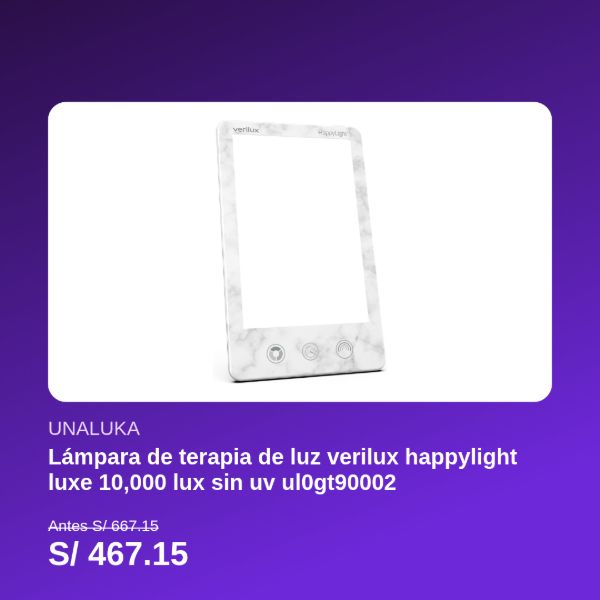 verilux HappyLight
UNALUKA
Lámpara de terapia de luz verilux happylight
luxe 10,000 lux sin uv ul0gt90002
Antes S/ 667.15
S/ 467.15